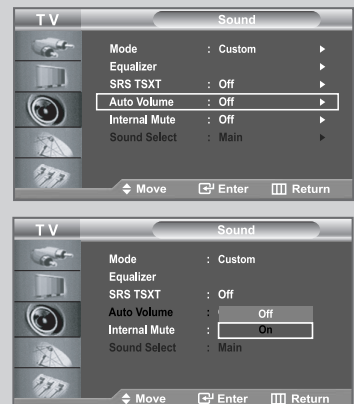 TV Sound
Mode : Custom
Equalizer
SRS TSXT : Off
Auto Volume : Off
Internal Mute : Off
Sound Select : Main
Move Enter Return
TV Sound
Mode : Custom
Equalizer
SRS TSXT : Off
Auto Volume : Off
Internal Mute : On
Sound Select : Main
Move Enter Return